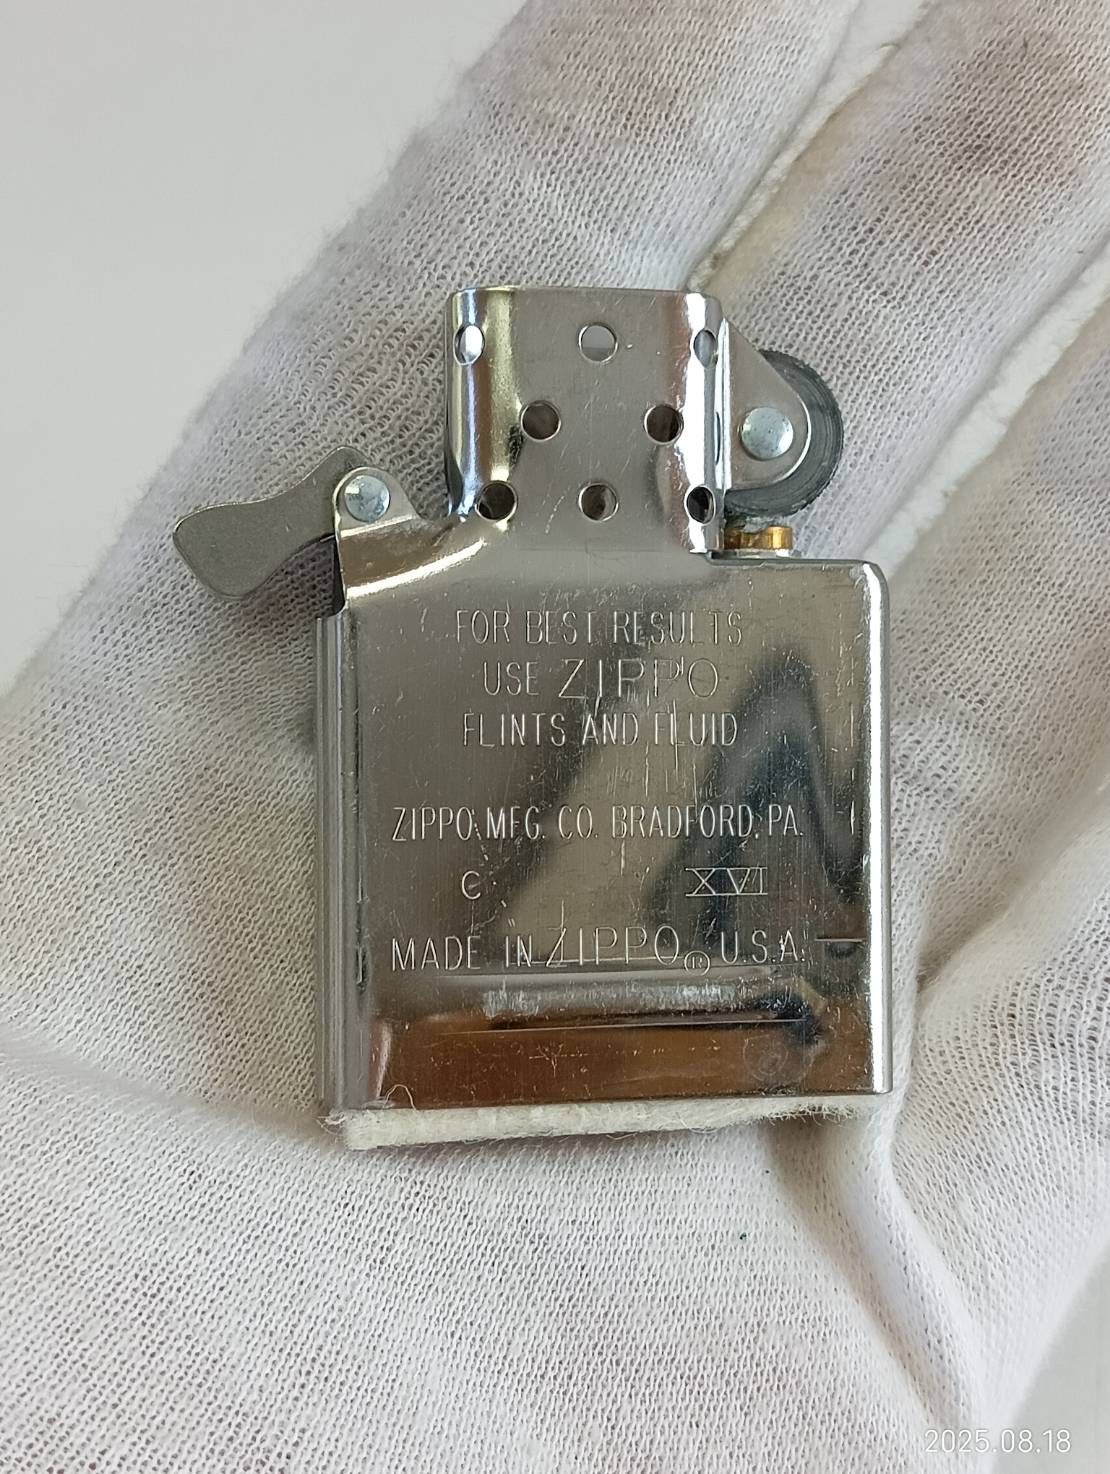 FOR BEST RESULTS
USE ZIPPO
FLINTS AND FLUID
ZIPPO MFG. CO. BRADFORD, PA.
C XVI
MADE IN ZIPPO® U.S.A.
2025.08.18